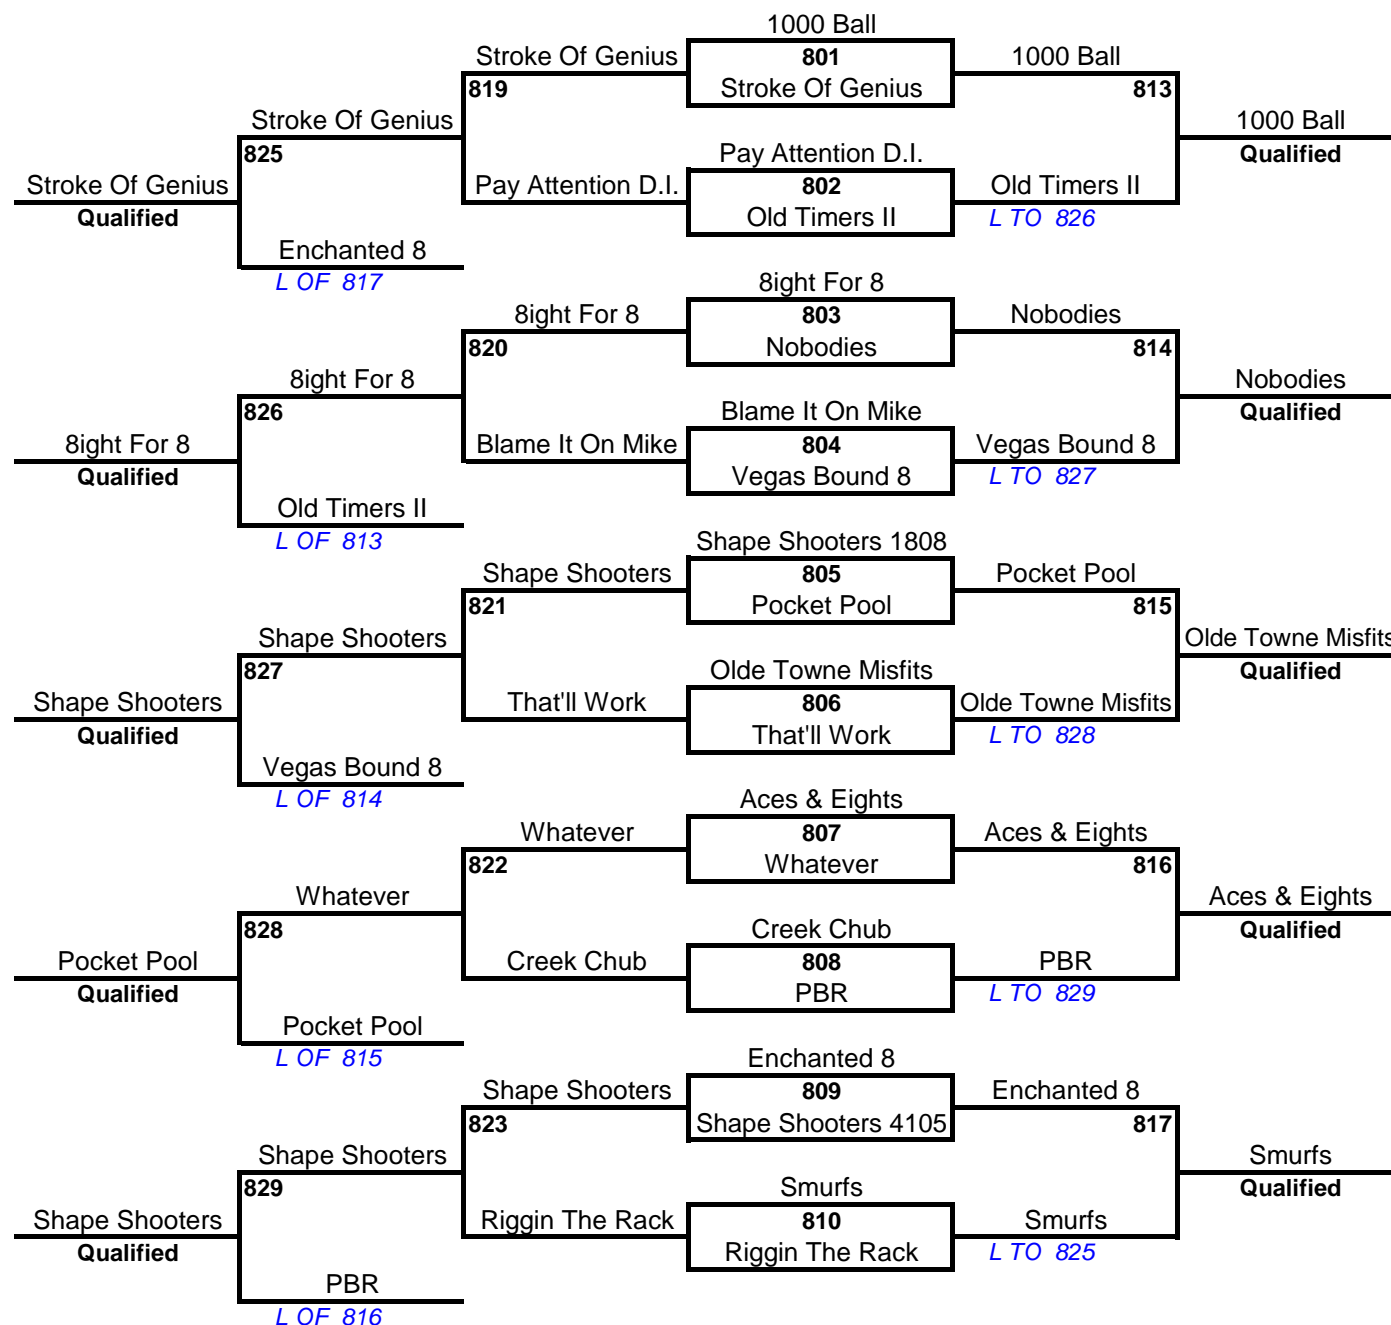 1000 Ball
Stroke Of Genius 801 1000 Ball
819 Stroke Of Genius 813
Stroke Of Genius 1000 Ball
825 Pay Attention D.I. Qualified
Stroke Of Genius Pay Attention D.I. 802 Old Timers II
Qualified Old Timers II L TO 826
Enchanted 8
L OF 817 8ight For 8
8ight For 8 803 Nobodies
820 Nobodies 814
8ight For 8 Nobodies
826 Blame It On Mike Qualified
8ight For 8 Blame It On Mike 804 Vegas Bound 8
Qualified Vegas Bound 8 L TO 827
Old Timers II
L OF 813 Shape Shooters 1808
Shape Shooters 805 Pocket Pool
821 Pocket Pool 815
Shape Shooters Olde Towne Misfits
827 Olde Towne Misfits Qualified
Shape Shooters That'll Work 806 Olde Towne Misfits
Qualified That'll Work L TO 828
Vegas Bound 8
L OF 814 Aces & Eights
Whatever 807 Aces & Eights
822 Whatever 816
Whatever Aces & Eights
828 Creek Chub Qualified
Pocket Pool Creek Chub 808 PBR
Qualified PBR L TO 829
Pocket Pool
L OF 815 Enchanted 8
Shape Shooters 809 Enchanted 8
823 Shape Shooters 4105 817
Shape Shooters Smurfs
829 Smurfs Qualified
Shape Shooters Riggin The Rack 810 Smurfs
Qualified Riggin The Rack L TO 825
PBR
L OF 816